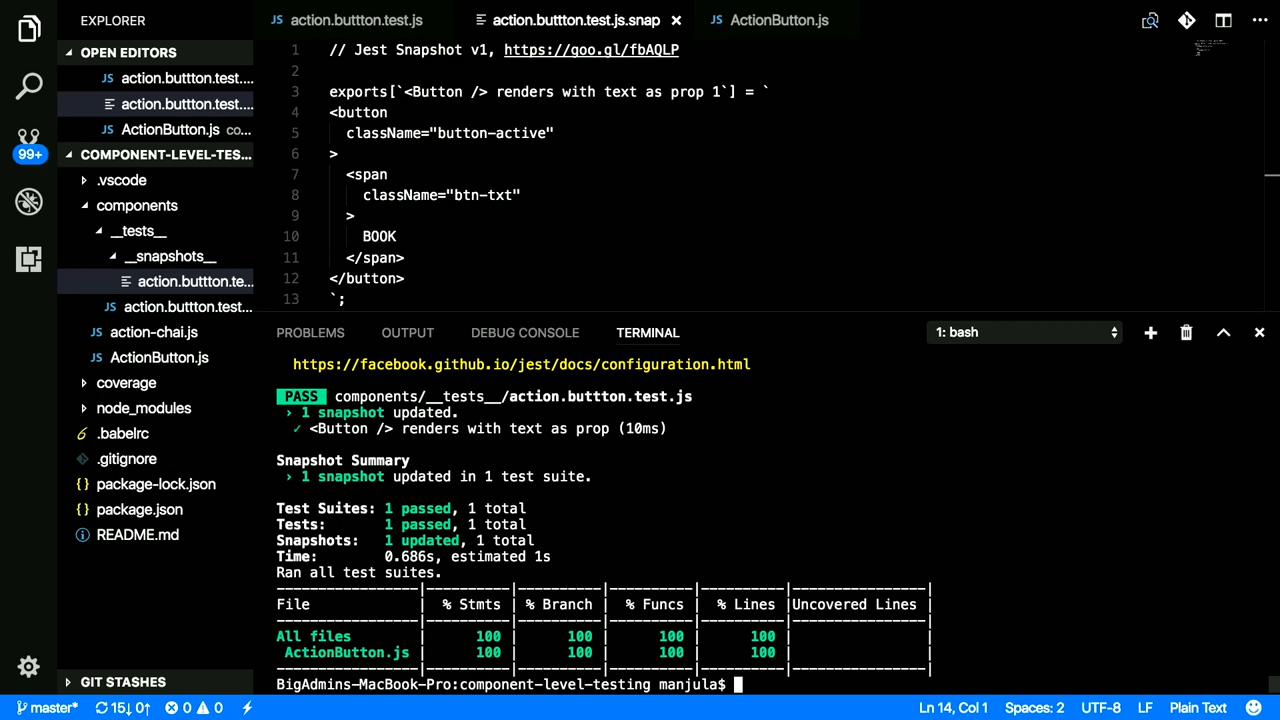 EXPLORER
action.buttton.test.js
action.buttton.test.js.snap
ActionButton.js
OPEN EDITORS
action.buttton.test....
action.buttton.test....
ActionButton.js co...
99+
COMPONENT-LEVEL-TES...
.vscode
components
__tests__
__snapshots__
action.buttton.te...
JS action.buttton.test...
JS action-chai.js
JS ActionButton.js
coverage
node_modules
.babelrc
.gitignore
{} package-lock.json
{} package.json
README.md
GIT STASHES
1 // Jest Snapshot v1, https://goo.gl/fbAQLP
2
3 exports[`<Button /> renders with text as prop 1`] = `
4 <button
5 className="button-active"
6 >
7 <span
8 className="btn-txt"
9 >
10 BOOK
11 </span>
12 </button>
13 `;
PROBLEMS OUTPUT DEBUG CONSOLE TERMINAL 1: bash
https://facebook.github.io/jest/docs/configuration.html
PASS components/__tests__/action.buttton.test.js
› 1 snapshot updated.
✓ <Button /> renders with text as prop (10ms)
Snapshot Summary
› 1 snapshot updated in 1 test suite.
Test Suites: 1 passed, 1 total
Tests: 1 passed, 1 total
Snapshots: 1 updated, 1 total
Time: 0.686s, estimated 1s
Ran all test suites.
----------------|----------|----------|----------|----------|----------------|
File | % Stmts | % Branch | % Funcs | % Lines |Uncovered Lines |
----------------|----------|----------|----------|----------|----------------|
All files | 100 | 100 | 100 | 100 | |
ActionButton.js | 100 | 100 | 100 | 100 | |
----------------|----------|----------|----------|----------|----------------|
BigAdmins-MacBook-Pro:component-level-testing manjula$
master* 15↓ 0↑ 0 0 Ln 14, Col 1 Spaces: 2 UTF-8 LF Plain Text